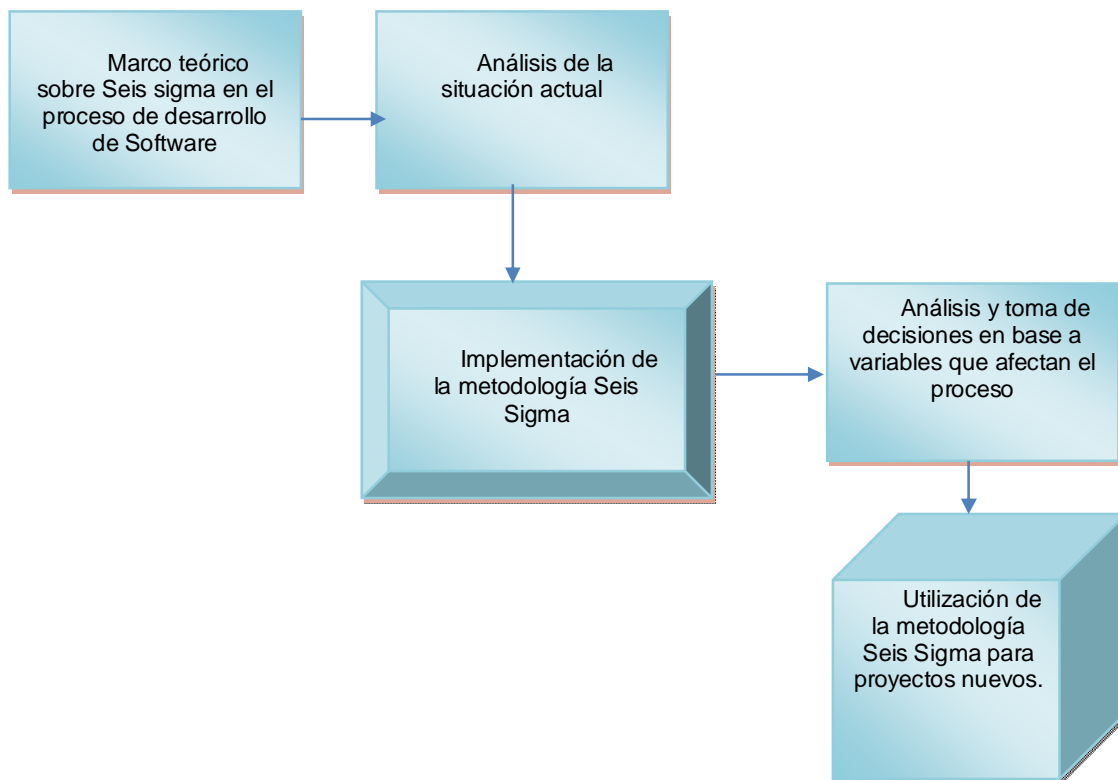 Marco teórico
sobre Seis sigma en el
proceso de desarrollo
de Software
Análisis de la
situación actual
Implementación de
la metodología Seis
Sigma
Análisis y toma de
decisiones en base a
variables que afectan el
proceso
Utilización de
la metodología
Seis Sigma para
proyectos nuevos.